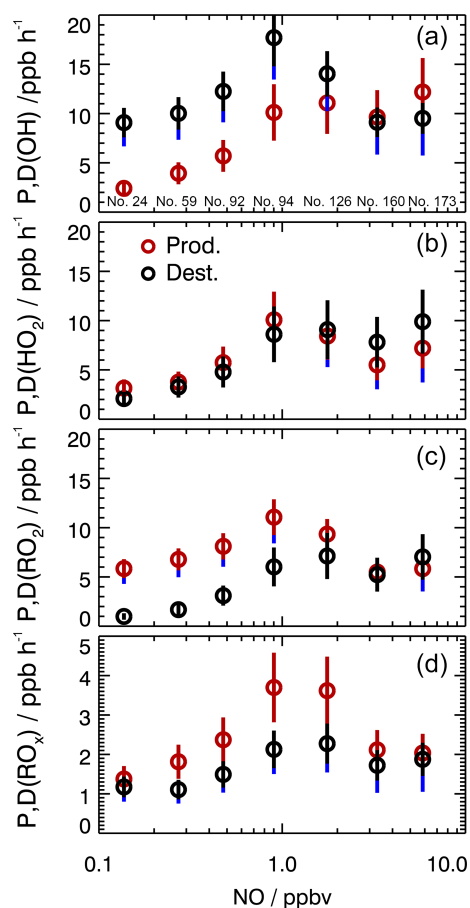 (a)
P,D(OH) /ppb h⁻¹
20
15
10
5
0
No. 24 No. 59 No. 92 No. 94 No. 126 No. 160 No. 173
(b)
P,D(HO₂) / ppb h⁻¹
20
15
10
5
0
Prod.
Dest.
(c)
P,D(RO₂) / ppb h⁻¹
20
15
10
5
0
(d)
P,D(ROₓ) / ppb h⁻¹
5
4
3
2
1
0
0.1 1.0 10.0
NO / ppbv